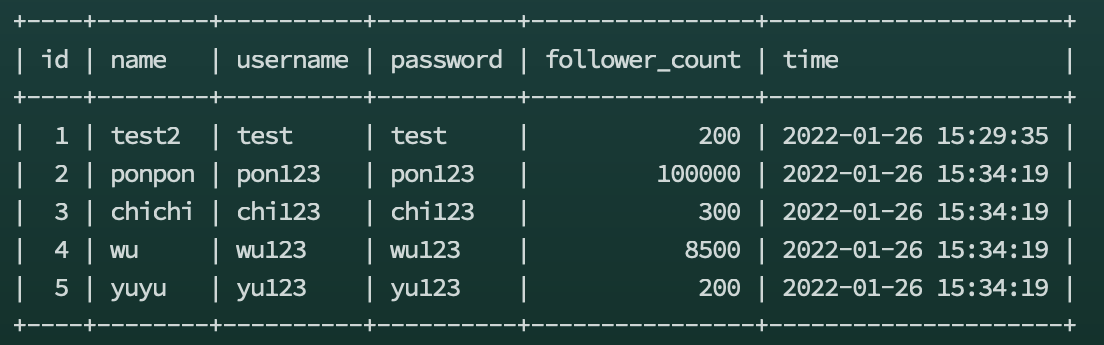 +----+--------+----------+----------+----------------+---------------------+
| id | name   | username | password | follower_count | time                |
+----+--------+----------+----------+----------------+---------------------+
|  1 | test2  | test     | test     |            200 | 2022-01-26 15:29:35 |
|  2 | ponpon | pon123   | pon123   |         100000 | 2022-01-26 15:34:19 |
|  3 | chichi | chi123   | chi123   |            300 | 2022-01-26 15:34:19 |
|  4 | wu     | wu123    | wu123    |           8500 | 2022-01-26 15:34:19 |
|  5 | yuyu   | yu123    | yu123    |            200 | 2022-01-26 15:34:19 |
+----+--------+----------+----------+----------------+---------------------+